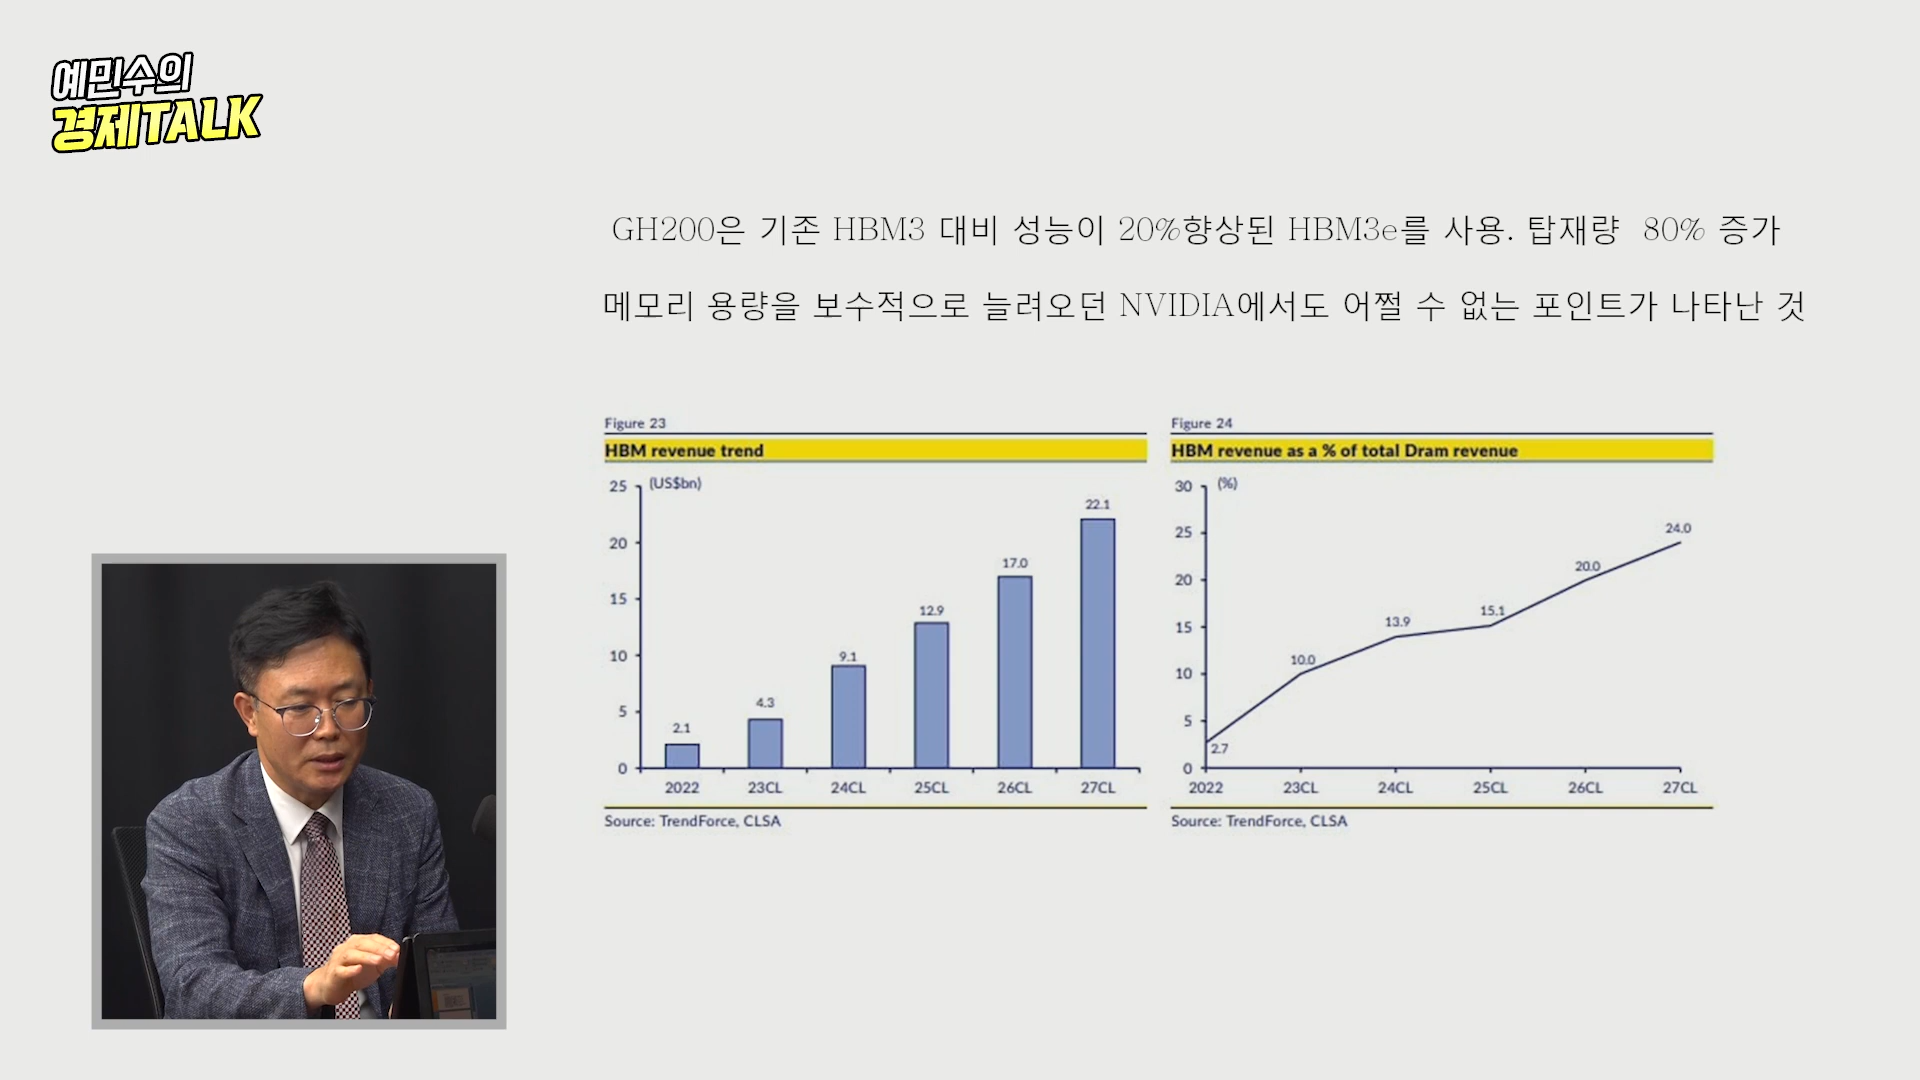 예민수의
경제TALK
GH200은 기존 HBM3 대비 성능이 20%향상된 HBM3e를 사용. 탑재량 80% 증가
메모리 용량을 보수적으로 늘려오던 NVIDIA에서도 어쩔 수 없는 포인트가 나타난 것
Figure 23
HBM revenue trend
(US$bn)
25
20
15
10
5
0
2.1
4.3
9.1
12.9
17.0
22.1
2022 23CL 24CL 25CL 26CL 27CL
Source: TrendForce, CLSA
Figure 24
HBM revenue as a % of total Dram revenue
(%)
30
25
20
15
10
5
0
2.7
10.0
13.9
15.1
20.0
24.0
2022 23CL 24CL 25CL 26CL 27CL
Source: TrendForce, CLSA